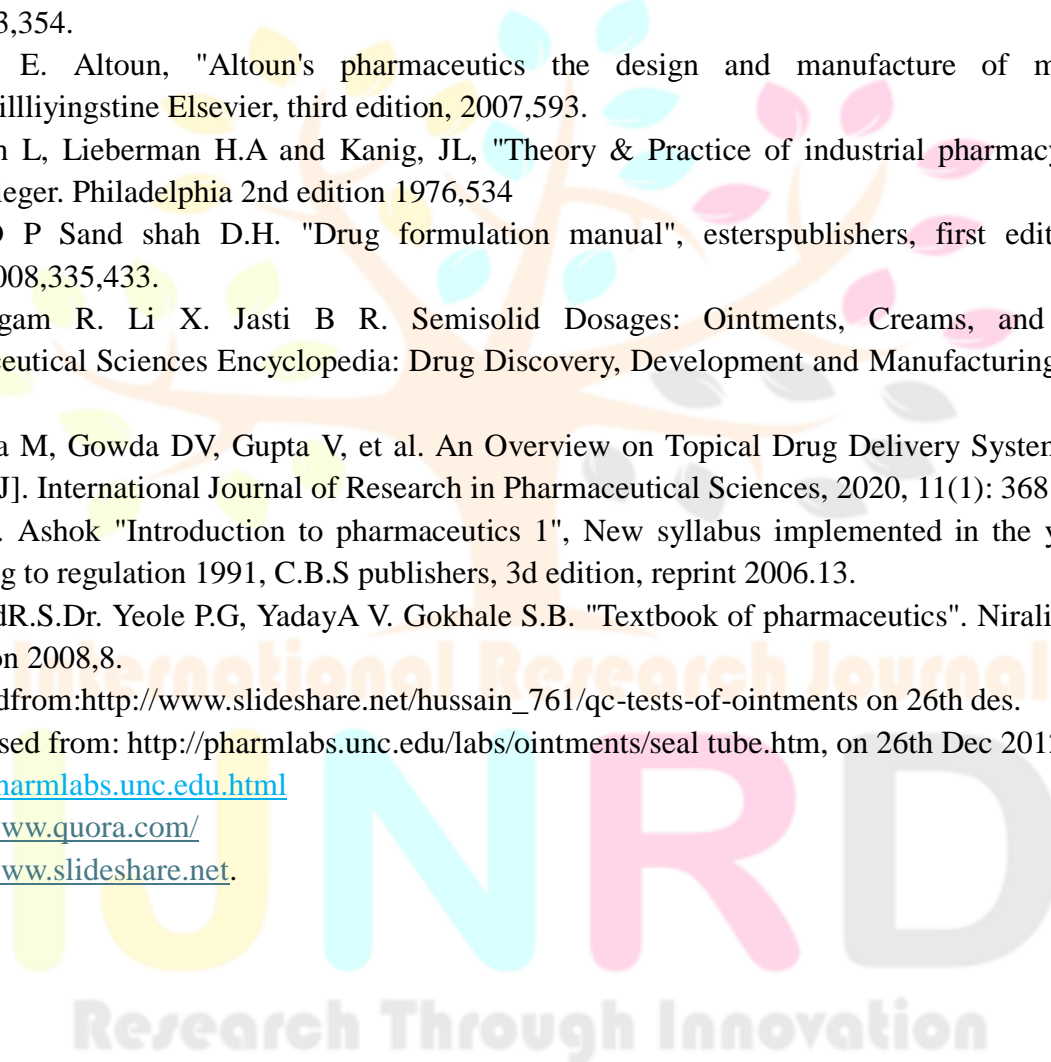 3,354.
E. Altoun, "Altoun's pharmaceutics the design and manufacture of m
illliyingstine Elsevier, third edition, 2007,593.
n L, Lieberman H.A and Kanig, JL, "Theory & Practice of industrial pharmacy
ieger. Philadelphia 2nd edition 1976,534
P Sand shah D.H. "Drug formulation manual", esterspublishers, first edit
008,335,433.
gam R. Li X. Jasti B R. Semisolid Dosages: Ointments, Creams, and
ceutical Sciences Encyclopedia: Drug Discovery, Development and Manufacturing
a M, Gowda DV, Gupta V, et al. An Overview on Topical Drug Delivery System
J]. International Journal of Research in Pharmaceutical Sciences, 2020, 11(1): 368
. Ashok "Introduction to pharmaceutics 1", New syllabus implemented in the y
g to regulation 1991, C.B.S publishers, 3d edition, reprint 2006.13.
dR.S.Dr. Yeole P.G, YadayA V. Gokhale S.B. "Textbook of pharmaceutics". Nirali
on 2008,8.
International Research Journal
dfrom:http://www.slideshare.net/hussain_761/qc-tests-of-ointments on 26th des.
sed from: http://pharmlabs.unc.edu/labs/ointments/seal tube.htm, on 26th Dec 201
harmlabs.unc.edu.html
www.quora.com/
www.slideshare.net.
IJNRD
Research Through Innovation